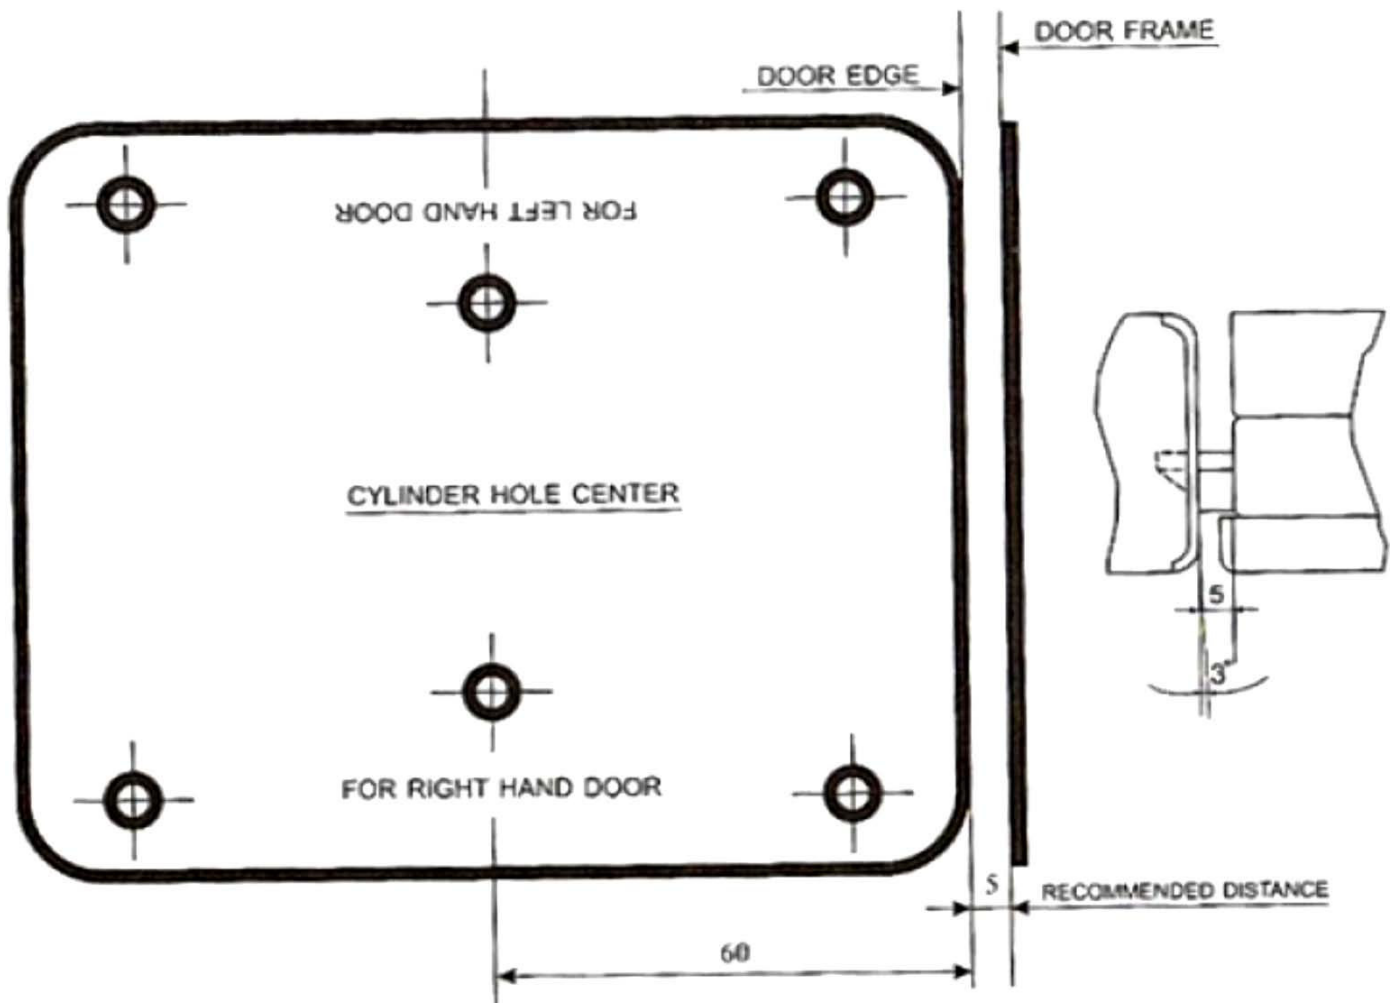 DOOR FRAME
DOOR EDGE
FOR LEFT HAND DOOR
CYLINDER HOLE CENTER
5
3°
FOR RIGHT HAND DOOR
5
RECOMMENDED DISTANCE
60